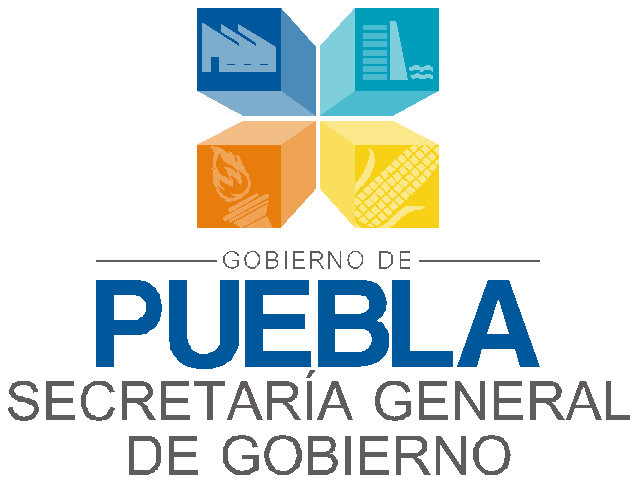 GOBIERNO DE
PUEBLA
SECRETARÍA GENERAL
DE GOBIERNO